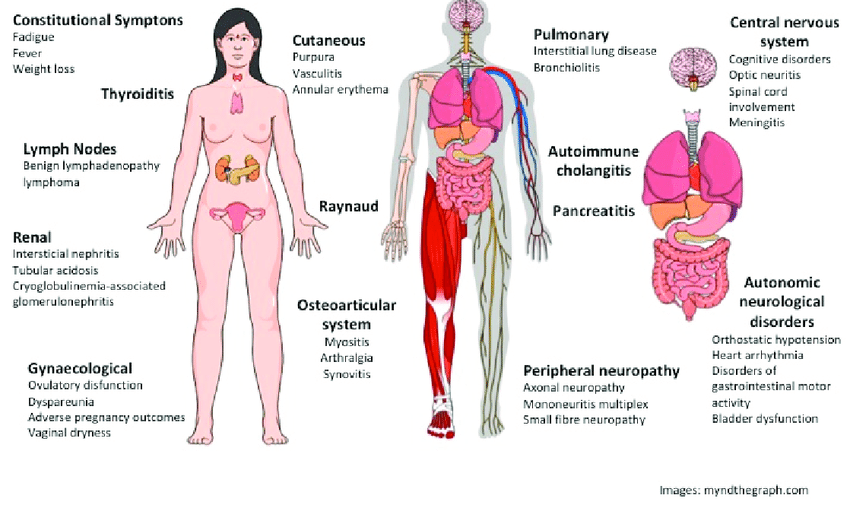 Constitutional Symptons
Fadigue
Fever
Weight loss
Thyroiditis
Lymph Nodes
Benign lymphadenopathy
lymphoma
Renal
Intersticial nephritis
Tubular acidosis
Cryoglobulinemia-associated
glomerulonephritis
Gynaecological
Ovulatory disfunction
Dyspareunia
Adverse pregnancy outcomes
Vaginal dryness
Cutaneous
Purpura
Vasculitis
Annular erythema
Raynaud
Osteoarticular
system
Myositis
Arthralgia
Synovitis
Pulmonary
Interstitial lung disease
Bronchiolitis
Autoimmune
cholangitis
Pancreatitis
Peripheral neuropathy
Axonal neuropathy
Mononeuritis multiplex
Small fibre neuropathy
Central nervous
system
Cognitive disorders
Optic neuritis
Spinal cord
involvement
Meningitis
Autonomic
neurological
disorders
Orthostatic hypotension
Heart arrhythmia
Disorders of
gastrointestinal motor
activity
Bladder dysfunction
Images: myndthegraph.com